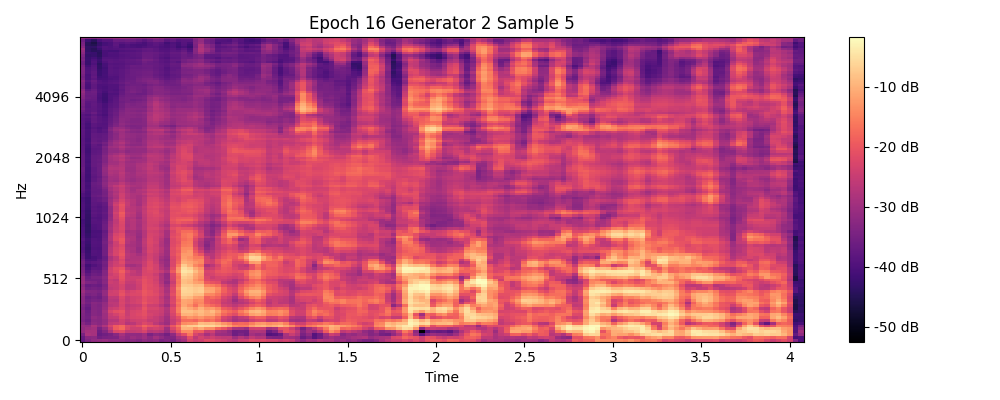 Epoch 16 Generator 2 Sample 5
Hz
4096
2048
1024
512
0
0 0.5 1 1.5 2 2.5 3 3.5 4
Time
-10 dB
-20 dB
-30 dB
-40 dB
-50 dB